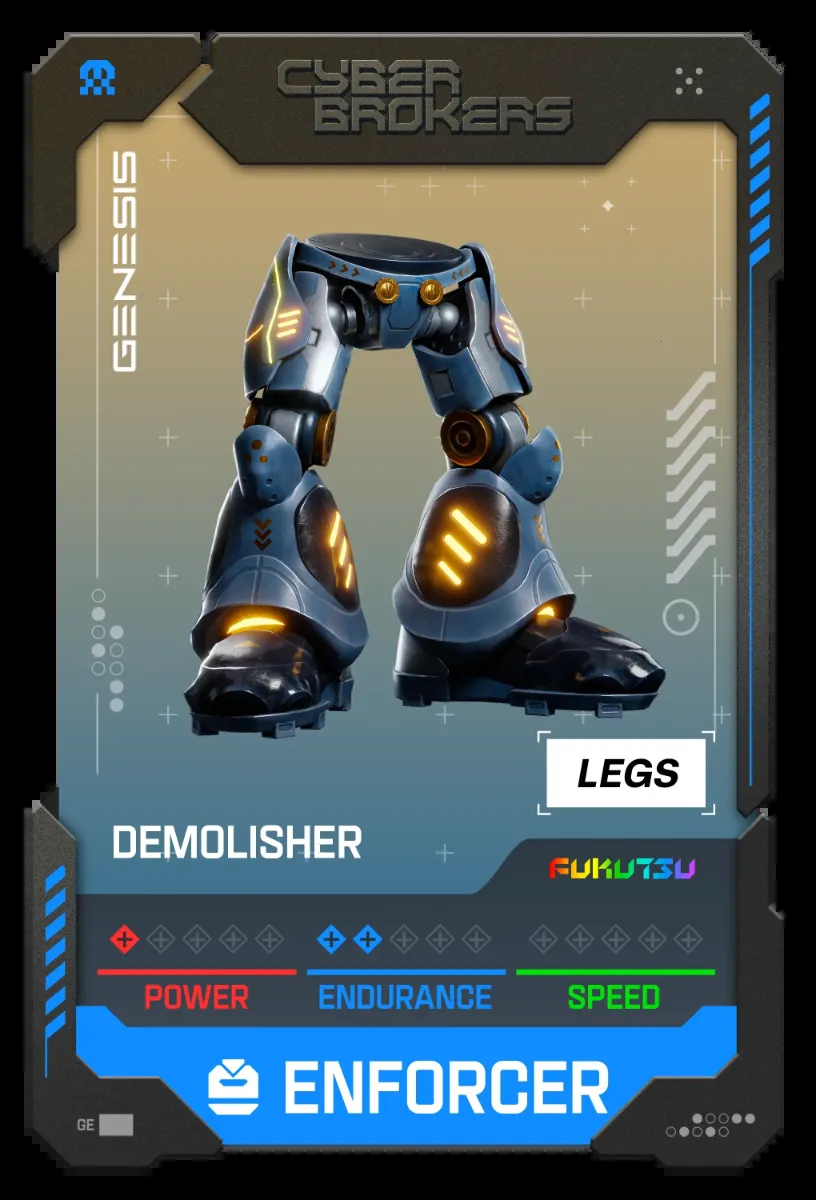 CYBER
BROKERS
GENESIS
LEGS
DEMOLISHER
FUKUTSU
POWER
ENDURANCE
SPEED
ENFORCER
GE